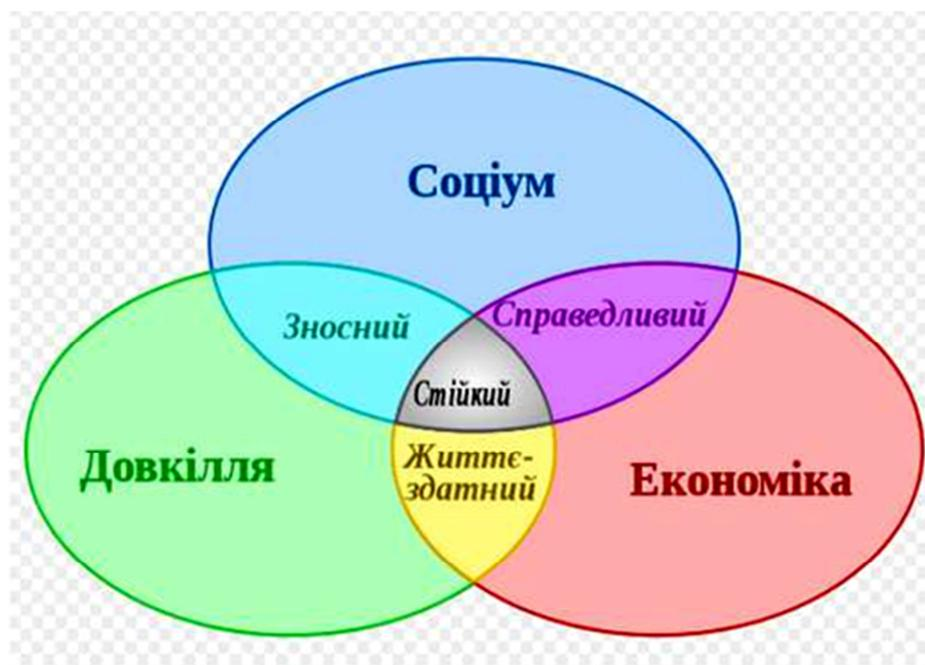 Соціум
Зносний
Справедливий
Стійкий
Довкілля
Життє-
здатний
Економіка